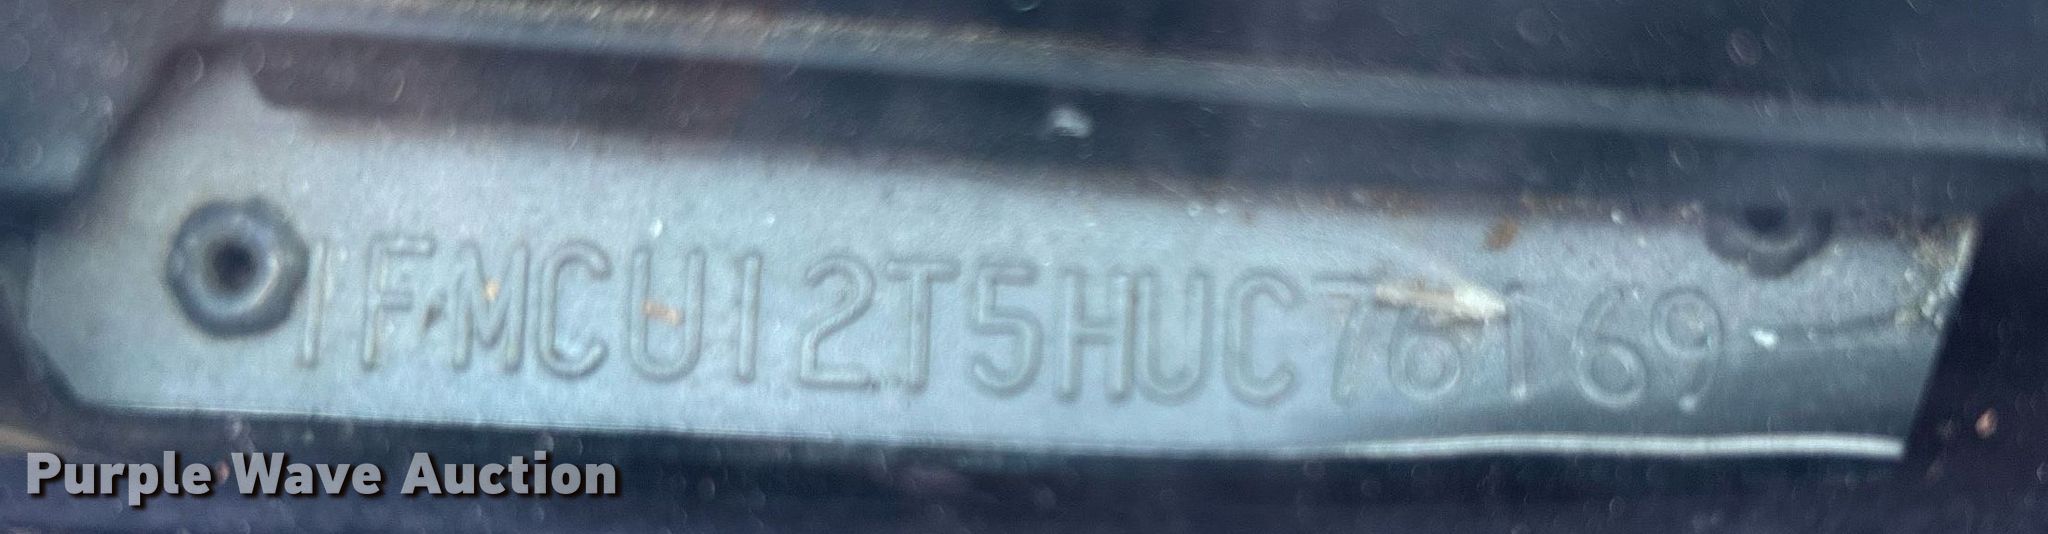 1FMCU12T5HUC76169
Purple Wave Auction